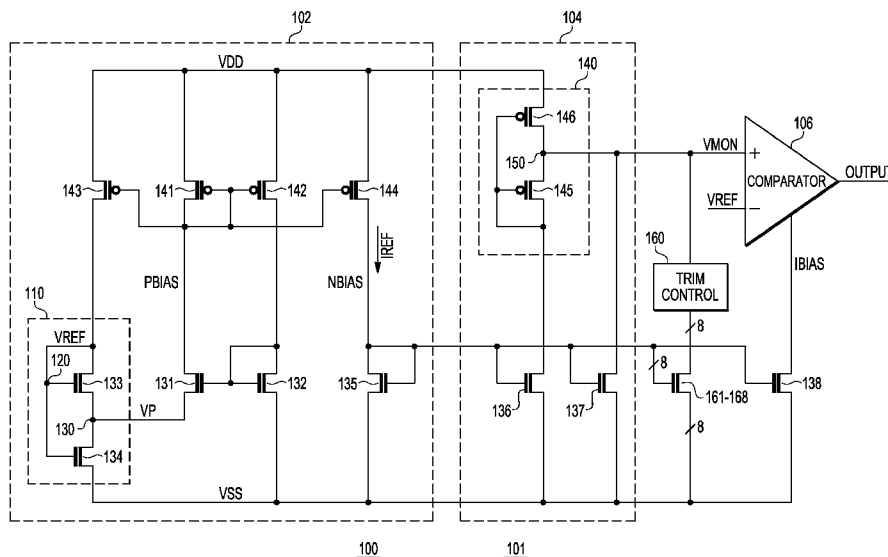 102
104
VDD
140
146
106
150
VMON
+
COMPARATOR
OUTPUT
VREF
−
143
141
142
144
145
IREF
160
TRIM
CONTROL
IBIAS
110
PBIAS
NBIAS
8
VREF
120
133
131
132
135
8
136
137
161-168
138
130
VP
134
8
VSS
100
101